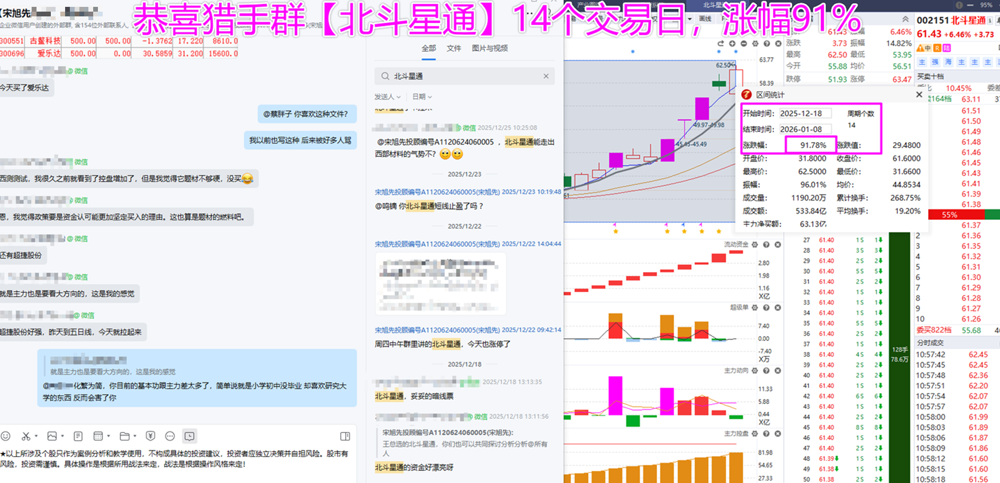 恭喜猎手群【北斗星通】14个交易日，涨幅91%
【宋旭先
企业微信用户创建的外部群，含154位外部联系人，
300551 古鳌科技 500.00 500.00 -1.3762 17.220 8610.0
300696 爱乐达 500.00 0.00 30.5859 31.200 15600.0
@微信
今天买了爱乐达
@蔡胖子 你喜欢这种文件?
我以前也写这种 后来被好多人骂
@微信
西测测试，我很久之前就看到了控盘增加了，但是我觉得它题材不够硬，没买
@微信
恩，我觉得政策要是资金认可能更加坚定买入的理由。这也算是题材的燃料吧。
@微信
还有超捷股份
@微信
就是主力也是要看大方向的，这是我的感觉
@微信
超捷股份好强，昨天到五日线，今天就拉起来
就是主力也是要看大方向的，这是我的感觉
化繁为简，你目前的基本功跟主力差太多了，简单说就是小学初中没毕业 却喜欢研究大
学的东西 反而会害了你
★以上所涉及个股只作为案例分析和教学使用，不构成具体的投资建议，投资者应独立决策并自担风险。股市有
风险，投资需谨慎。具体操作是根据所用战法来定，战法是根据操作风格来定!
全部 文件 图片与视频
北斗星通
发送人 日期
@微信 2025/12/25 10:25:08
@宋旭先投顾编号A1120624060005 ，北斗星通能走出
西部材料的气势不?
2025/12/23
宋旭先投顾编号A1120624060005(宋旭先) 2025/12/23 10:19:48
@鸣镝 你北斗星通短线止盈了吗？
2025/12/22
宋旭先投顾编号A1120624060005(宋旭先) 2025/12/22 14:04:44
宋旭先投顾编号A1120624060005(宋旭先) 2025/12/22 09:42:14
周四中午群里讲的北斗星通，今天也涨停了
2025/12/18
2025/12/18 13:13:35
北斗星通，妥妥的暗线票
@微信 2025/12/18 13:11:56
宋旭先投顾编号A1120624060005(宋旭先):
王总选的北斗星通，你们也可以共同探讨分析分析@所有
人
北斗星通的资金好漂亮呀
画线
62.50
63.77
58.39
49.97-49.98
45.43-45.49
流动资金
2.80
1.98
1.16
X亿
超级单
7.40
0.00
-7.40
X万
主力动向
11.33
5.88
0.44
X亿
主力控盘
81.98
54.65
27.33
61.43 6.46%
涨跌 3.73 振幅 14.82%
最高 62.50 最低 53.95
今开 55.88 均价 56.51
跌停 51.93 涨停 63.47
区间统计
开始时间: 2025-12-18 周期个数
结束时间: 2026-01-08 14
涨跌幅: 91.78% 涨跌值: 29.4800
开盘价: 31.8000 收盘价: 61.6000
最高价: 62.5000 最低价: 31.6600
振幅: 96.01% 均价: 44.8534
成交量: 1190.20万 累计换手: 268.75%
成交额: 533.84亿 平均换手: 19.20%
主力净买额: 63.13亿
27 61.40 1 S 1
28 61.40 3 S 3
29 61.40 2 S 2
30 61.40 5 S 5
31 61.40 2 S 2
32 61.40 1 S 1
33 61.40 1 S 1
34 61.40 1 S 1
35 61.40 5 S 5
36 61.40 2 S 2
37 61.40 1 S 1
38 61.40 4 S 4
39 61.40 2 S 2
40 61.40 1 S 1
41 61.40 1 S 1
42 61.40 6 S 6
43 61.40 1 S 1
44 61.40 2 S 2
45 61.40 8 S 8
46 61.40 1 S 1
47 61.40 2 S 2
48 61.39 1 S 1
49 61.38 1 S 1
50 61.38 2 S 2
128手
78.6万
95%
002151 北斗星通
61.43 +6.46% +3.73
中 R 陆
主 强 海 主 主 主
买卖十档
10.45% 委差
卖164档 63.11
61.51
61.50
61.49
61.48
61.46
61.45
61.43
61.41
61.39
61.38
55%
61.37
2 61.36
3 61.35
4 61.32
5 61.31
6 61.30
7 61.29
8 61.28
9 61.27
10 61.26
委买822档 55.68
分时成交
10:57:42 62.45
10:57:45 62.45
10:57:48 62.36
10:57:51 62.20
10:57:54 62.07
10:57:57 62.07
10:58:00 61.99
10:58:03 61.89
10:58:06 61.87
10:58:09 61.86
10:58:12 61.60
10:58:15 61.60
10:58:18 61.56